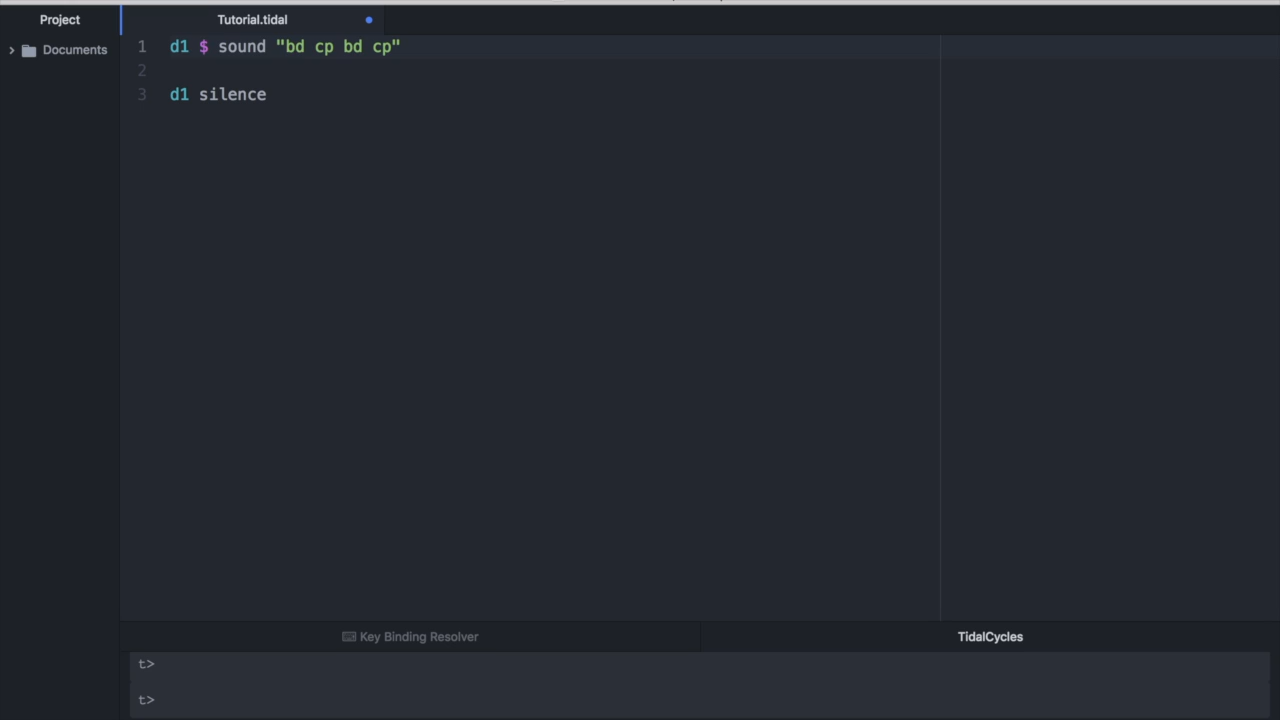 Project
Tutorial.tidal
Documents
1 d1 $ sound "bd cp bd cp"
2
3 d1 silence
Key Binding Resolver
TidalCycles
t>
t>